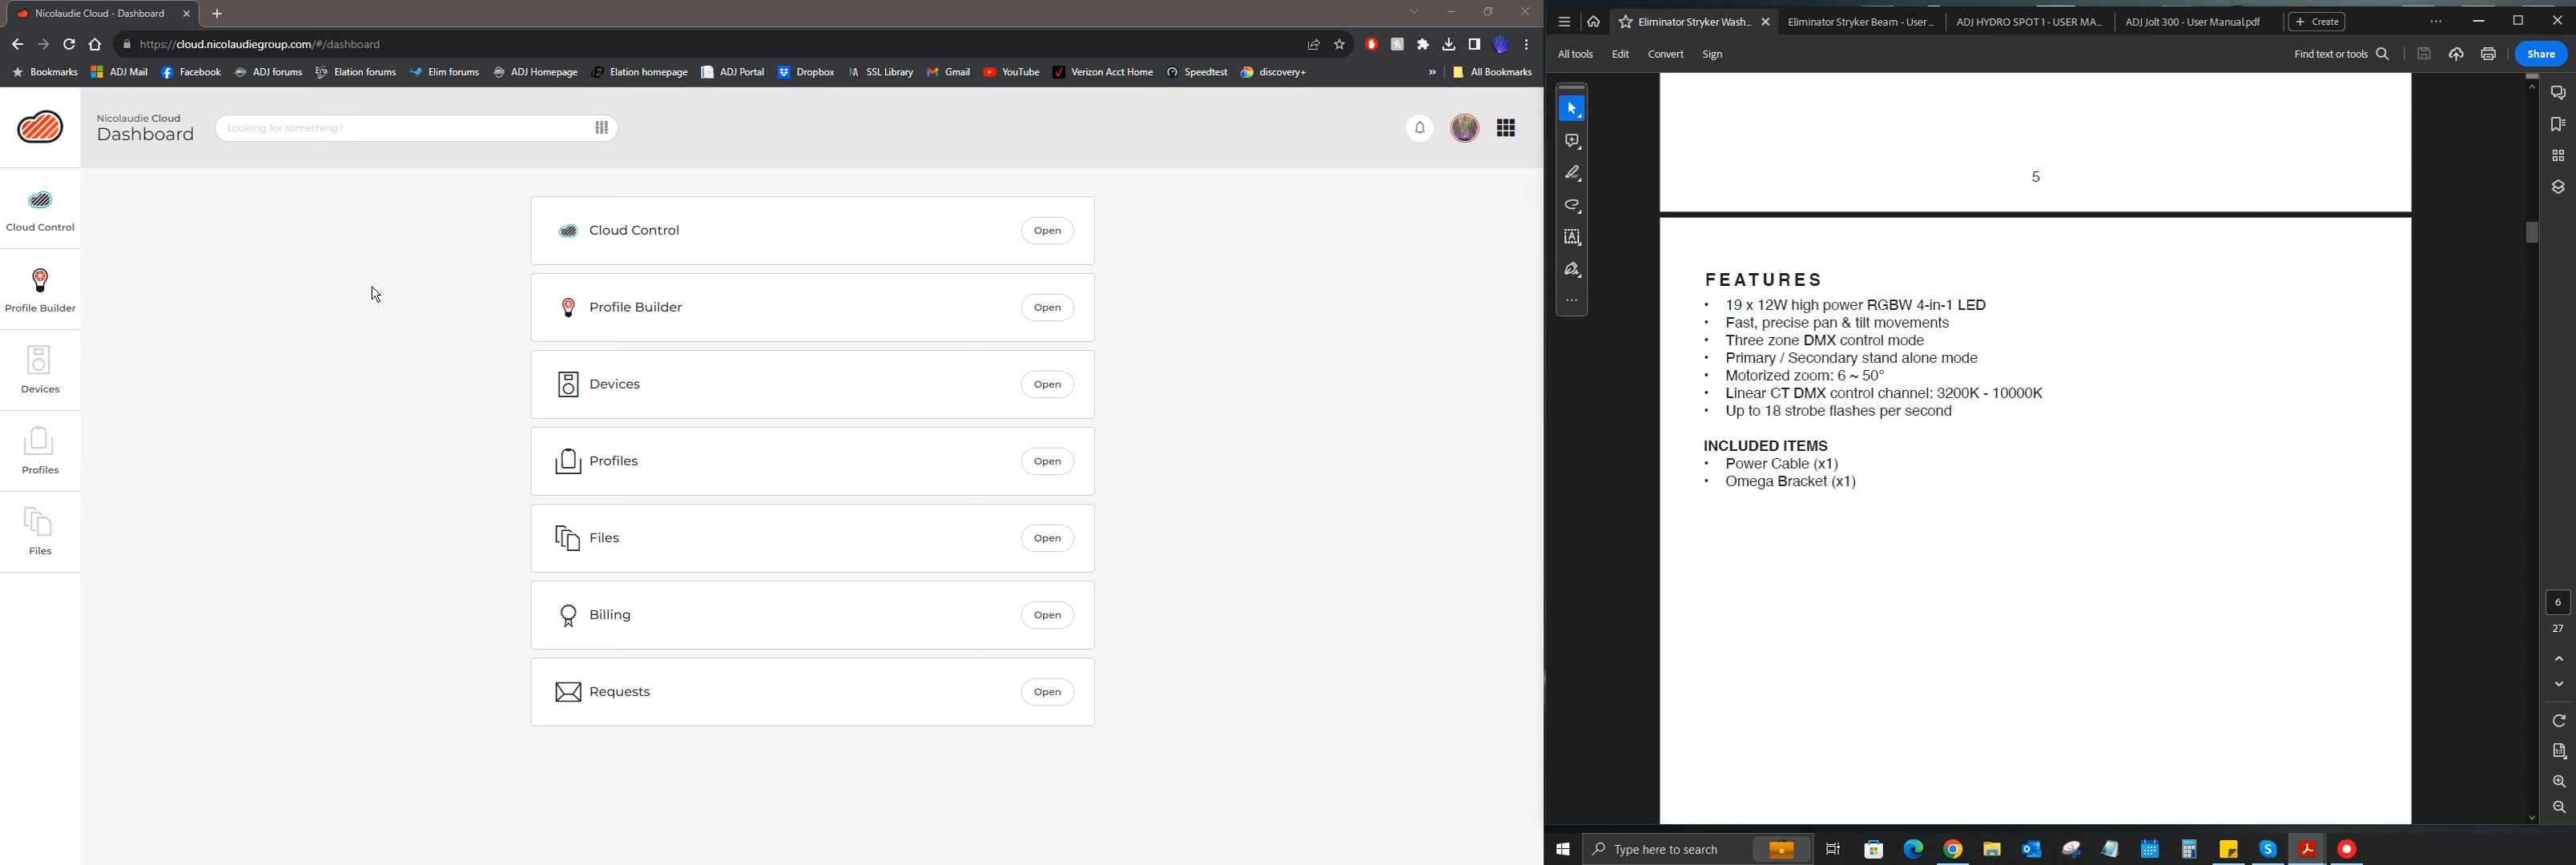 Nicolaudie Cloud - Dashboard
https://cloud.nicolaudiegroup.com/#/dashboard
Bookmarks
ADJ Mail
Facebook
ADJ forums
Elation forums
Elim forums
ADJ Homepage
Elation homepage
ADJ Portal
Dropbox
SSL Library
Gmail
YouTube
Verizon Acct Home
Speedtest
discovery+
»
All Bookmarks
Nicolaudie Cloud
Dashboard
Looking for something?
Cloud Control
Profile Builder
Devices
Profiles
Files
Cloud Control
Open
Profile Builder
Open
Devices
Open
Profiles
Open
Files
Open
Billing
Open
Requests
Open
Eliminator Stryker Wash...
Eliminator Stryker Beam - User ...
ADJ HYDRO SPOT 1 - USER MA...
ADJ Jolt 300 - User Manual.pdf
+ Create
All tools
Edit
Convert
Sign
Find text or tools
Share
5
FEATURES
• 19 x 12W high power RGBW 4-in-1 LED
• Fast, precise pan & tilt movements
• Three zone DMX control mode
• Primary / Secondary stand alone mode
• Motorized zoom: 6 ~ 50°
• Linear CT DMX control channel: 3200K - 10000K
• Up to 18 strobe flashes per second
INCLUDED ITEMS
• Power Cable (x1)
• Omega Bracket (x1)
6
27
Type here to search